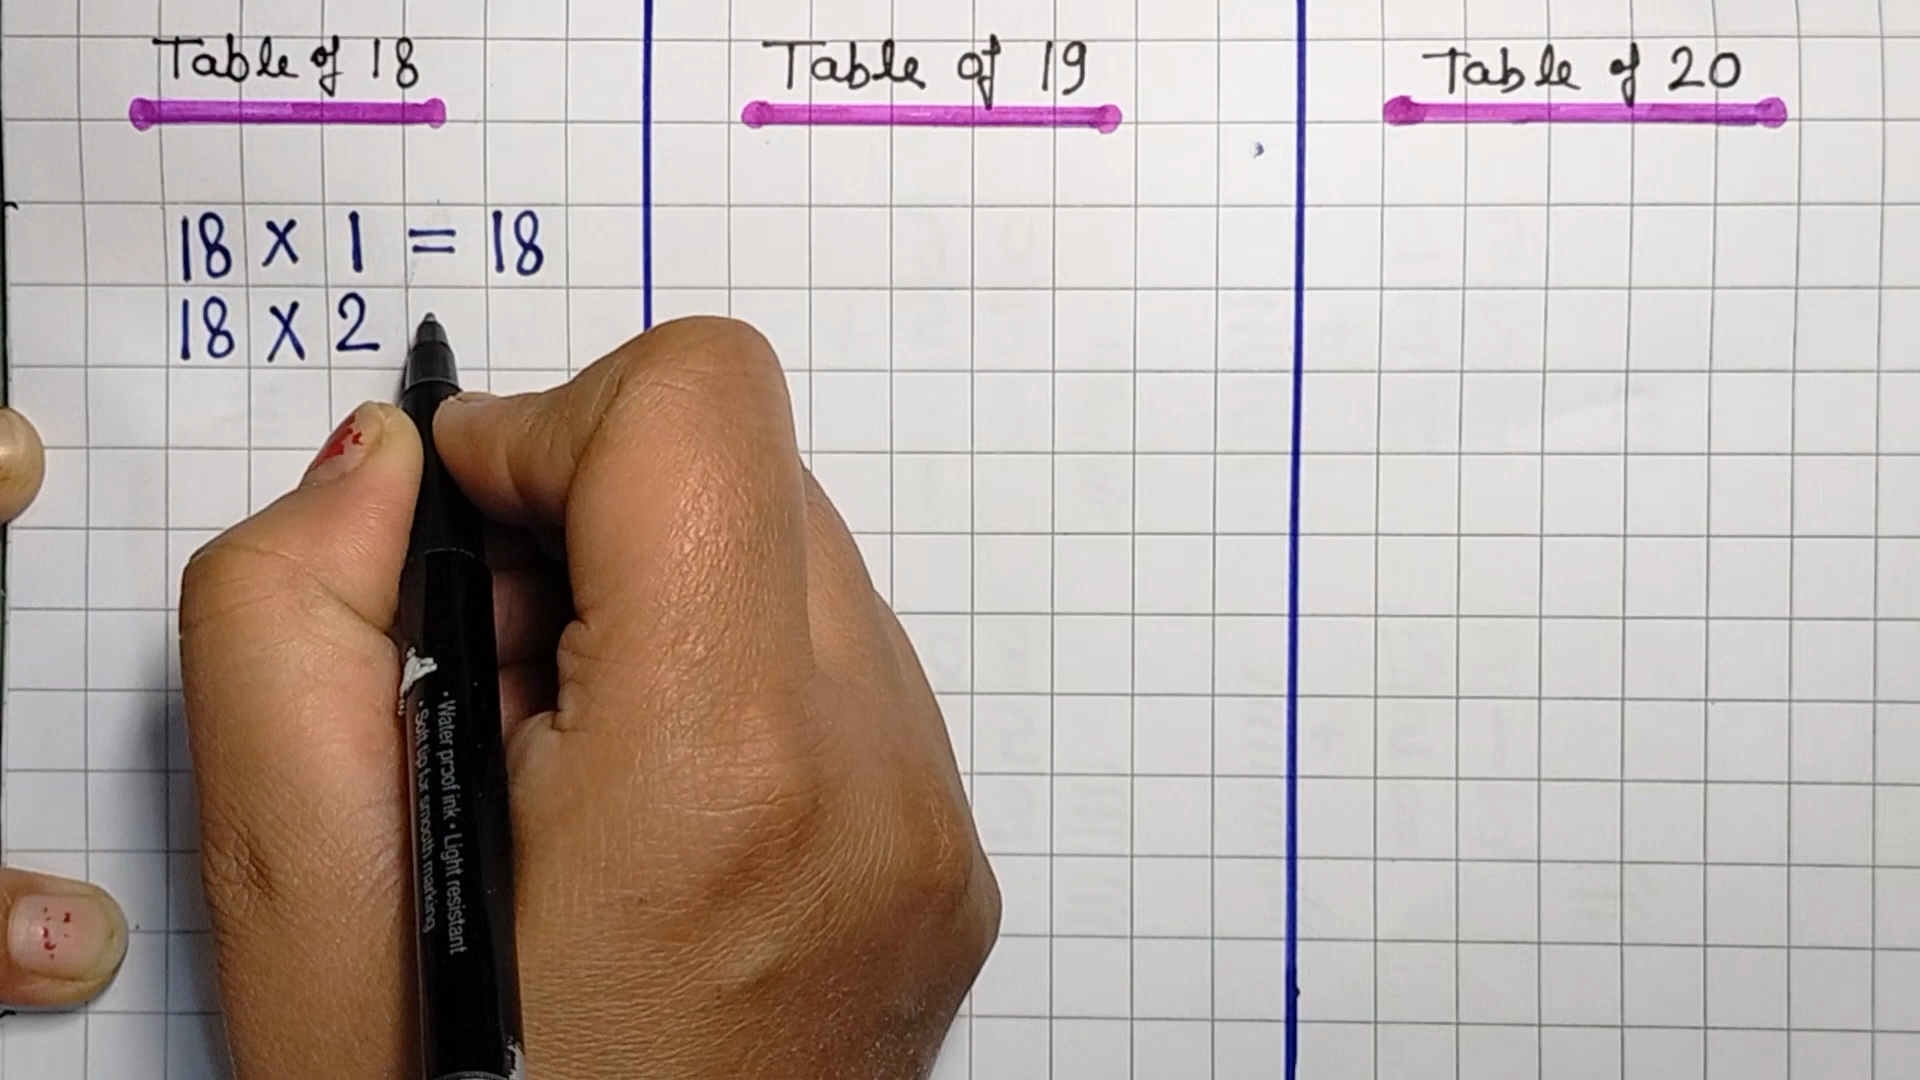 Table of 18
Table of 19
Table of 20
18 × 1 = 18
18 × 2
• Water proof ink • Light resistant
• Soft tip for smooth marking